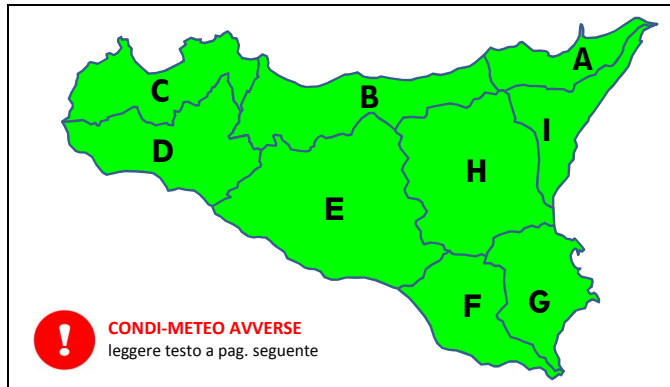 A
B
C
I
D
H
E
F
G
!
CONDI-METEO AVVERSE
leggere testo a pag. seguente